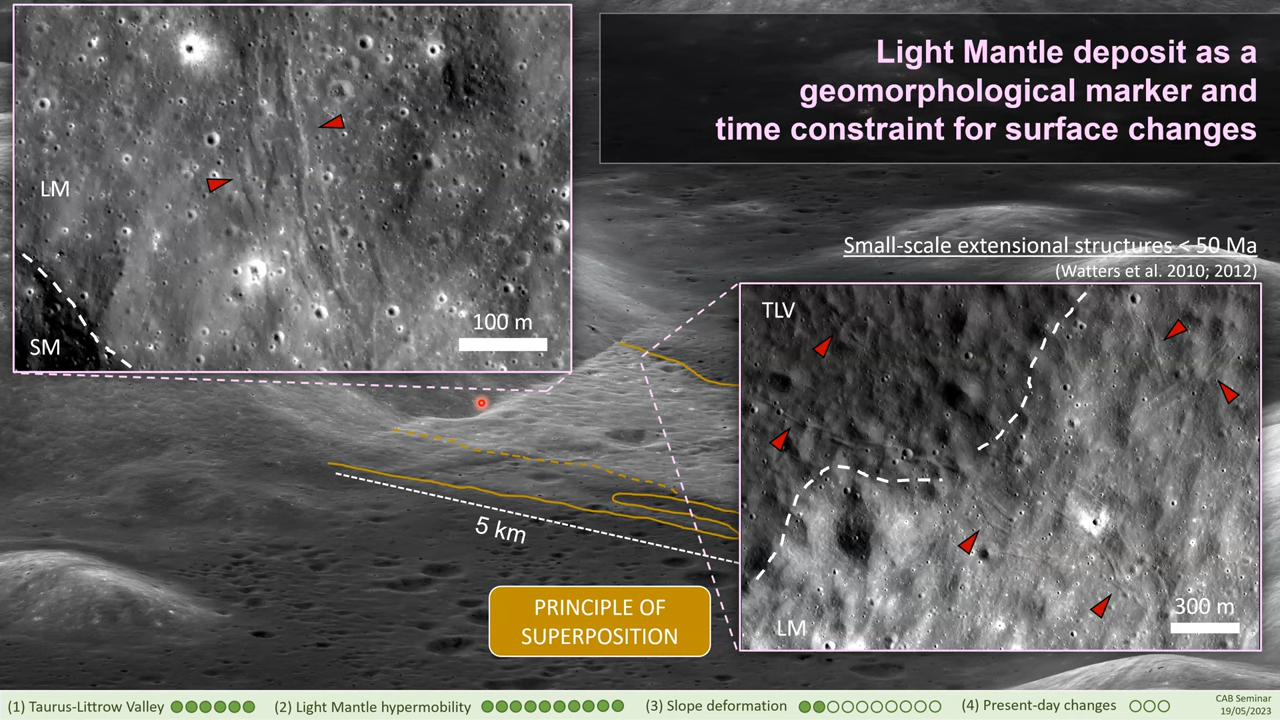 Light Mantle deposit as a
geomorphological marker and
time constraint for surface changes
LM
SM
100 m
Small-scale extensional structures < 50 Ma
(Watters et al. 2010; 2012)
TLV
LM
300 m
5 km
PRINCIPLE OF
SUPERPOSITION
(1) Taurus-Littrow Valley
(2) Light Mantle hypermobility
(3) Slope deformation
(4) Present-day changes
CAB Seminar
19/05/2023